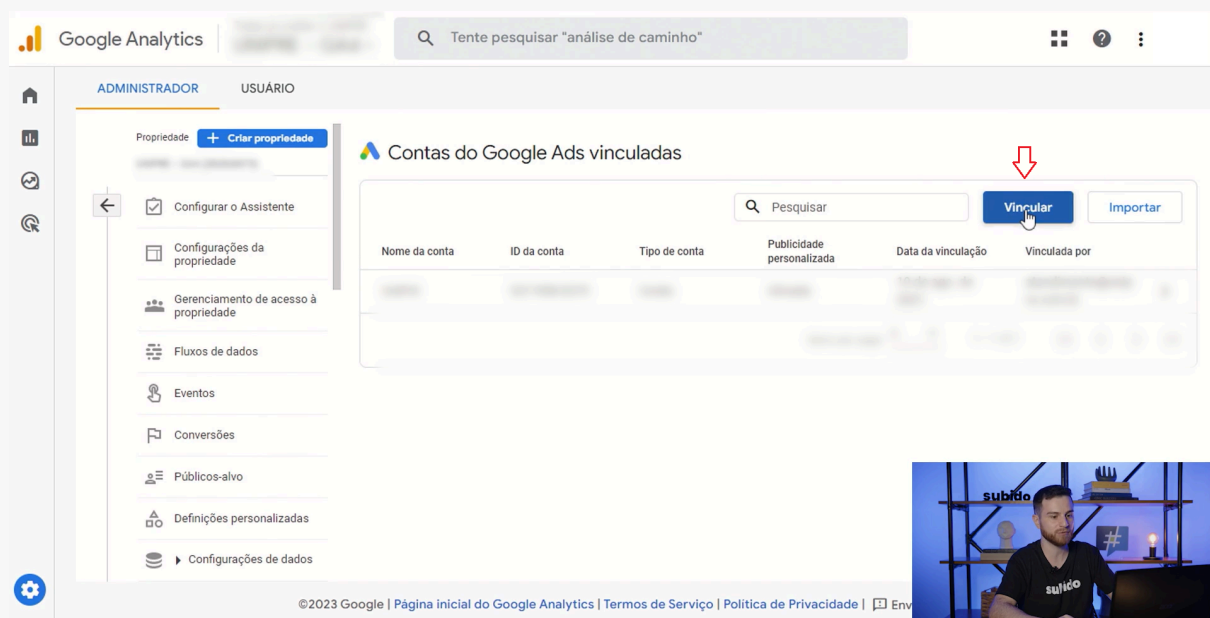 Google Analytics
Tente pesquisar "análise de caminho"
ADMINISTRADOR
USUÁRIO
Propriedade
+ Criar propriedade
Configurar o Assistente
Configurações da
propriedade
Gerenciamento de acesso à
propriedade
Fluxos de dados
Eventos
Conversões
Públicos-alvo
Definições personalizadas
Configurações de dados
Contas do Google Ads vinculadas
Pesquisar
Vincular
Importar
Nome da conta
ID da conta
Tipo de conta
Publicidade
personalizada
Data da vinculação
Vinculada por
©2023 Google | Página inicial do Google Analytics | Termos de Serviço | Política de Privacidade |
subido
#
subido